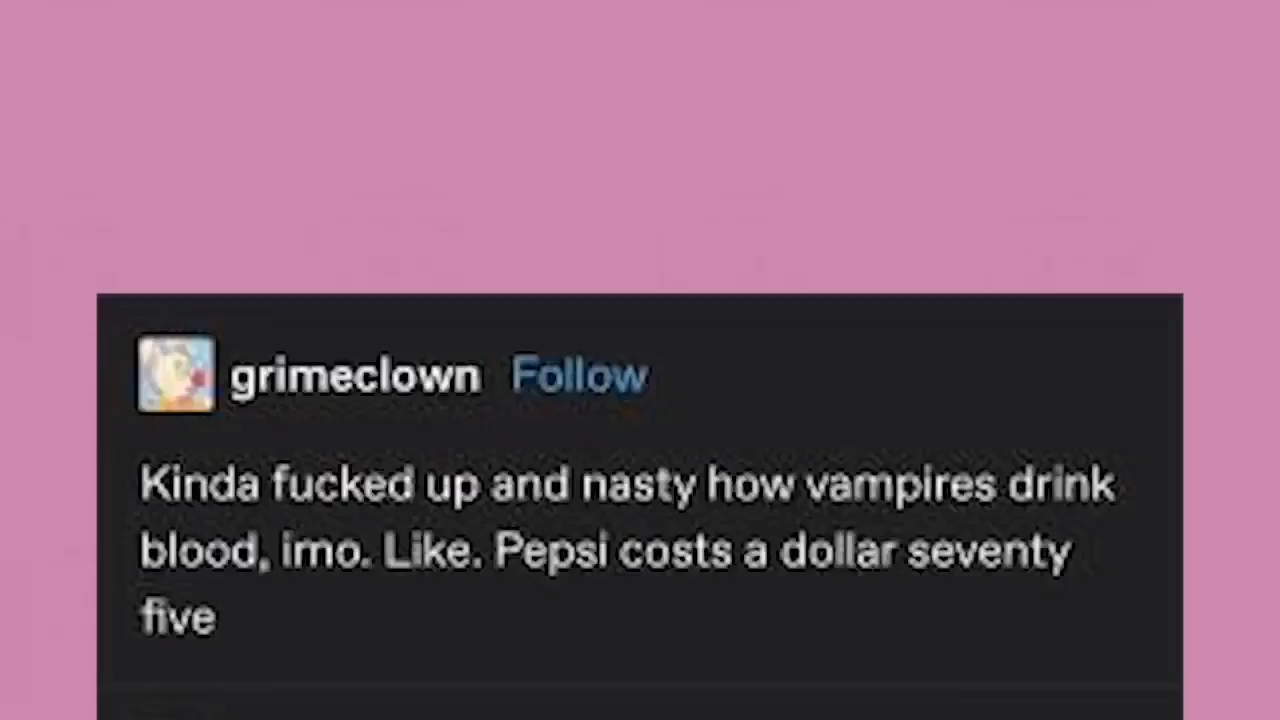 grimeclown Follow
Kinda fucked up and nasty how vampires drink
blood, imo. Like. Pepsi costs a dollar seventy
five